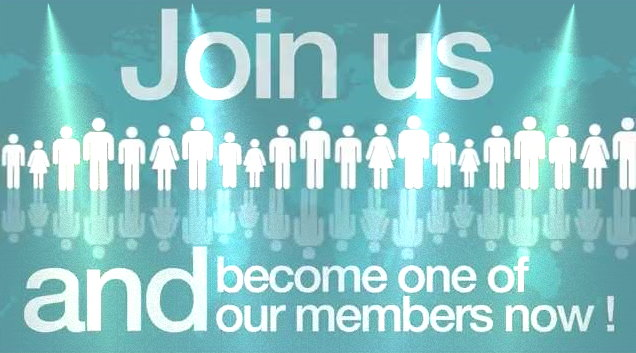 Join us
and become one of
our members now !